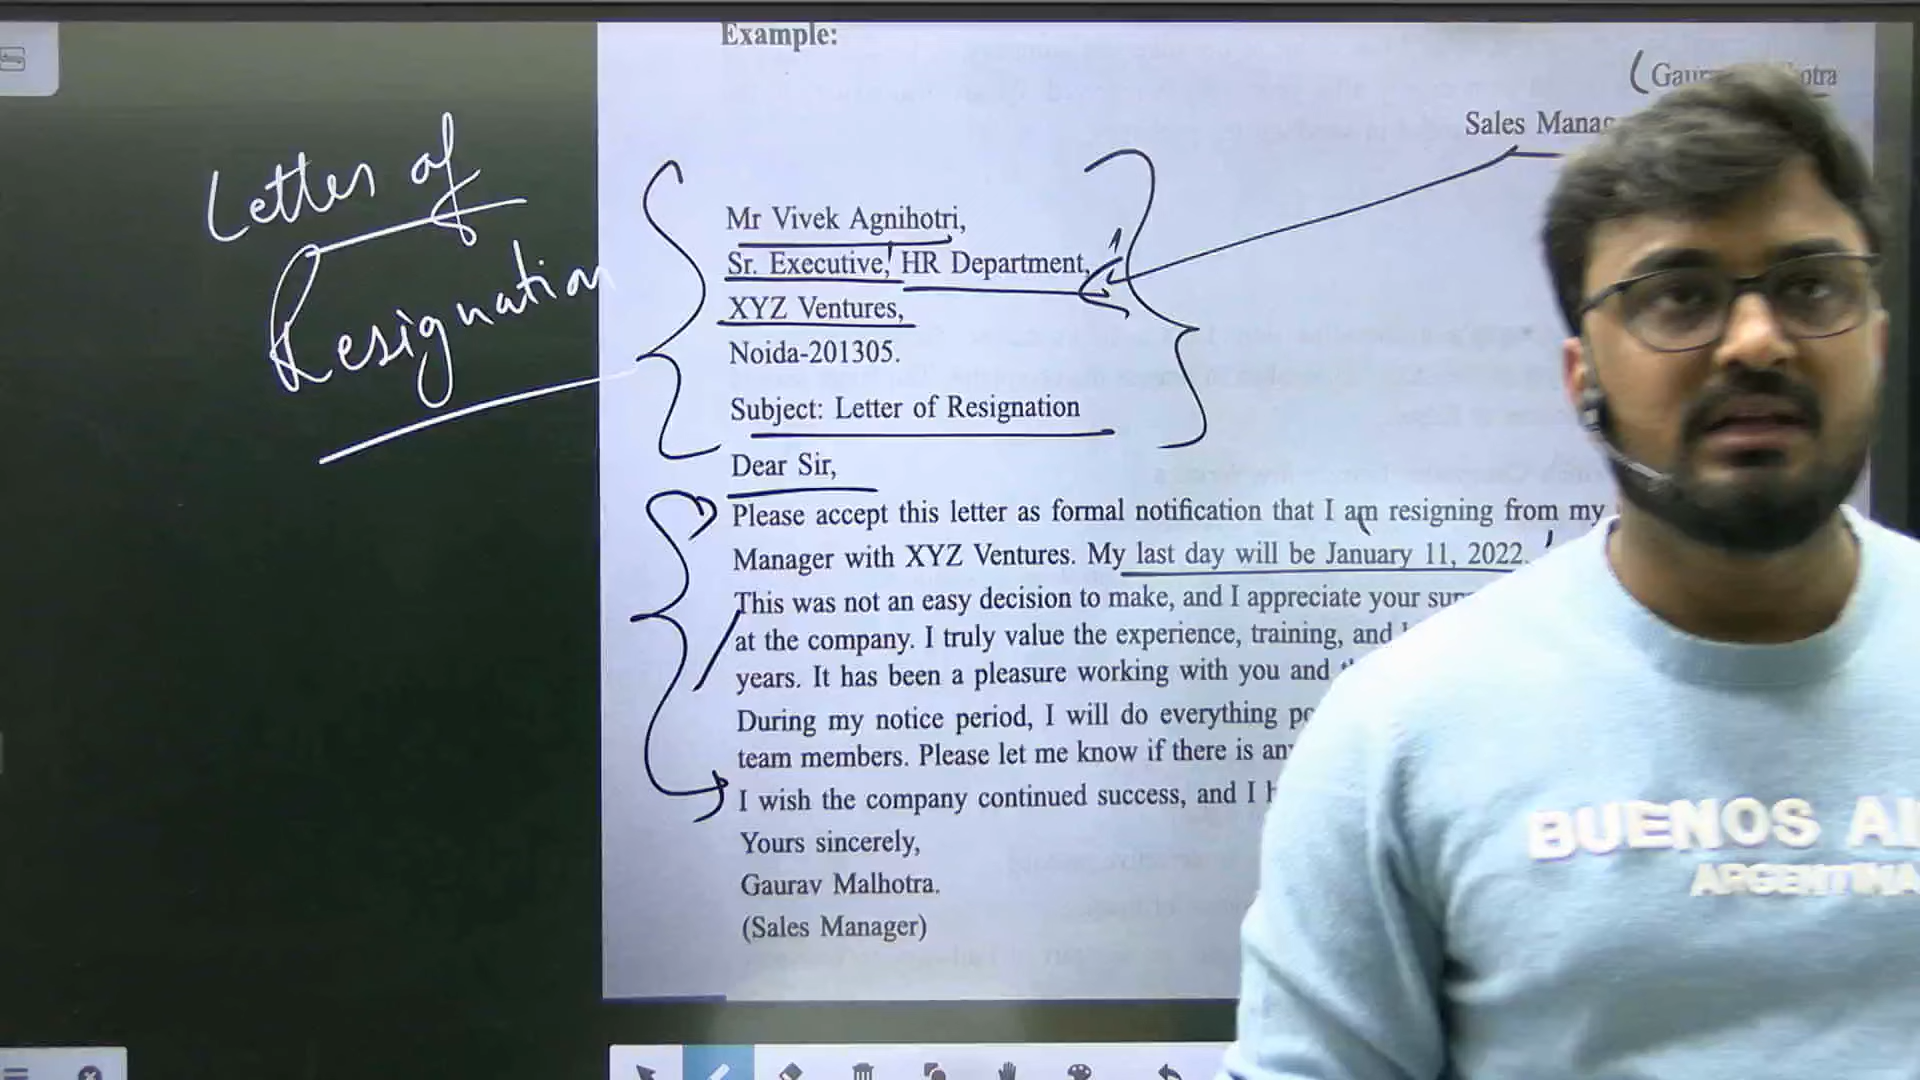 Example:
Sales
Letter of
Resignation
Mr Vivek Agnihotri,
Sr. Executive, HR Department,
XYZ Ventures,
Noida-201305.
Subject: Letter of Resignation
Dear Sir,
Please accept this letter as formal notification that I am resigning from my
Manager with XYZ Ventures. My last day will be January 11, 2022.
This was not an easy decision to make, and I appreciate your
at the company. I truly value the experience, training, and
years. It has been a pleasure working with you and
During my notice period, I will do everything
team members. Please let me know if there is
I wish the company continued success, and I
Yours sincerely,
Gaurav Malhotra.
(Sales Manager)
BUENOS
ARGENTINA